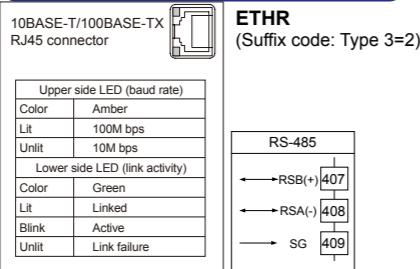 10BASE-T/100BASE-TX
RJ45 connector
ETHR
(Suffix code: Type 3=2)
Upper side LED (baud rate)
Color Amber
Lit 100M bps
Unlit 10M bps
Lower side LED (link activity)
Color Green
Lit Linked
Blink Active
Unlit Link failure
RS-485
RSB(+) 407
RSA(-) 408
SG 409